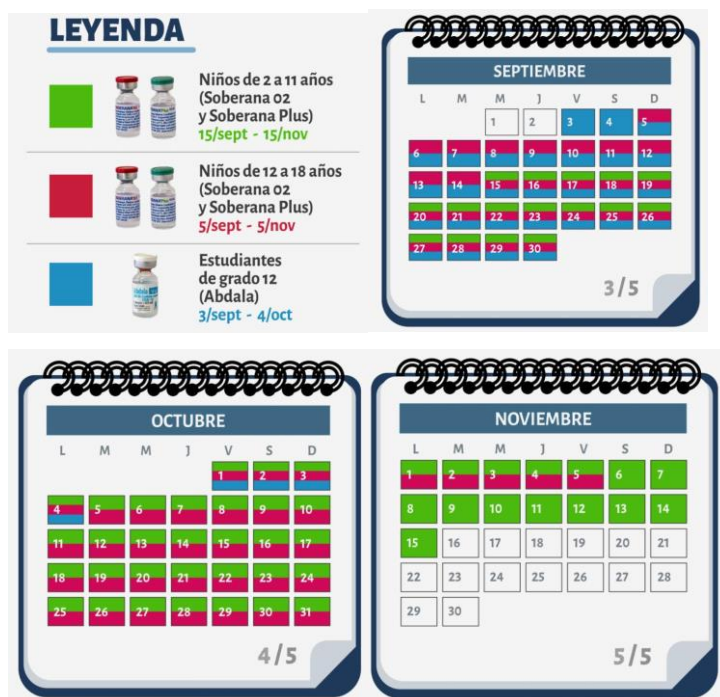 LEYENDA
Niños de 2 a 11 años
(Soberana 02
y Soberana Plus)
15/sept - 15/nov
Niños de 12 a 18 años
(Soberana 02
y Soberana Plus)
5/sept - 5/nov
Estudiantes
de grado 12
(Abdala)
3/sept - 4/oct
SEPTIEMBRE
L M M J V S D
1 2 3 4 5
6 7 8 9 10 11 12
13 14 15 16 17 18 19
20 21 22 23 24 25 26
27 28 29 30
3/5
OCTUBRE
L M M J V S D
1 2 3
4 5 6 7 8 9 10
11 12 13 14 15 16 17
18 19 20 21 22 23 24
25 26 27 28 29 30 31
4/5
NOVIEMBRE
L M M J V S D
1 2 3 4 5 6 7
8 9 10 11 12 13 14
15 16 17 18 19 20 21
22 23 24 25 26 27 28
29 30
5/5